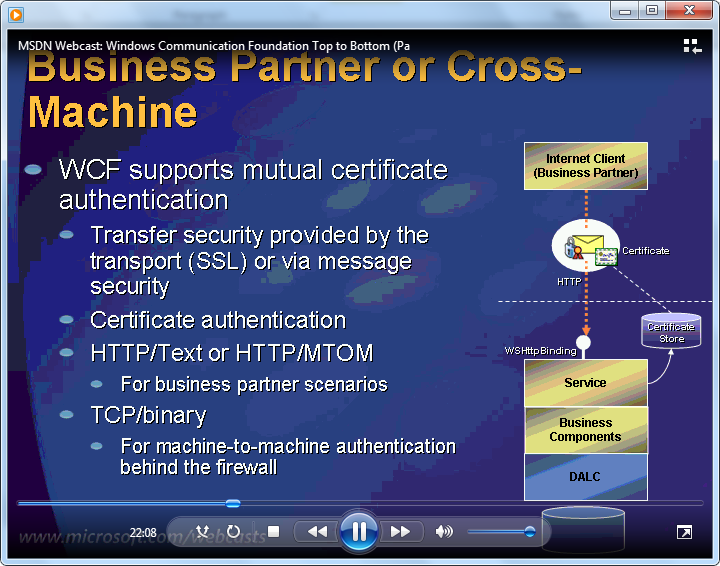 MSDN Webcast: Windows Communication Foundation Top to Bottom (Pa
Business Partner or Cross-
Machine
WCF supports mutual certificate
authentication
Transfer security provided by the
transport (SSL) or via message
security
Certificate authentication
HTTP/Text or HTTP/MTOM
For business partner scenarios
TCP/binary
For machine-to-machine authentication
behind the firewall
Internet Client
(Business Partner)
Certificate
HTTP
Certificate
Store
WSHttpBinding
Service
Business
Components
DALC
22:08
www.microsoft.com/webcasts